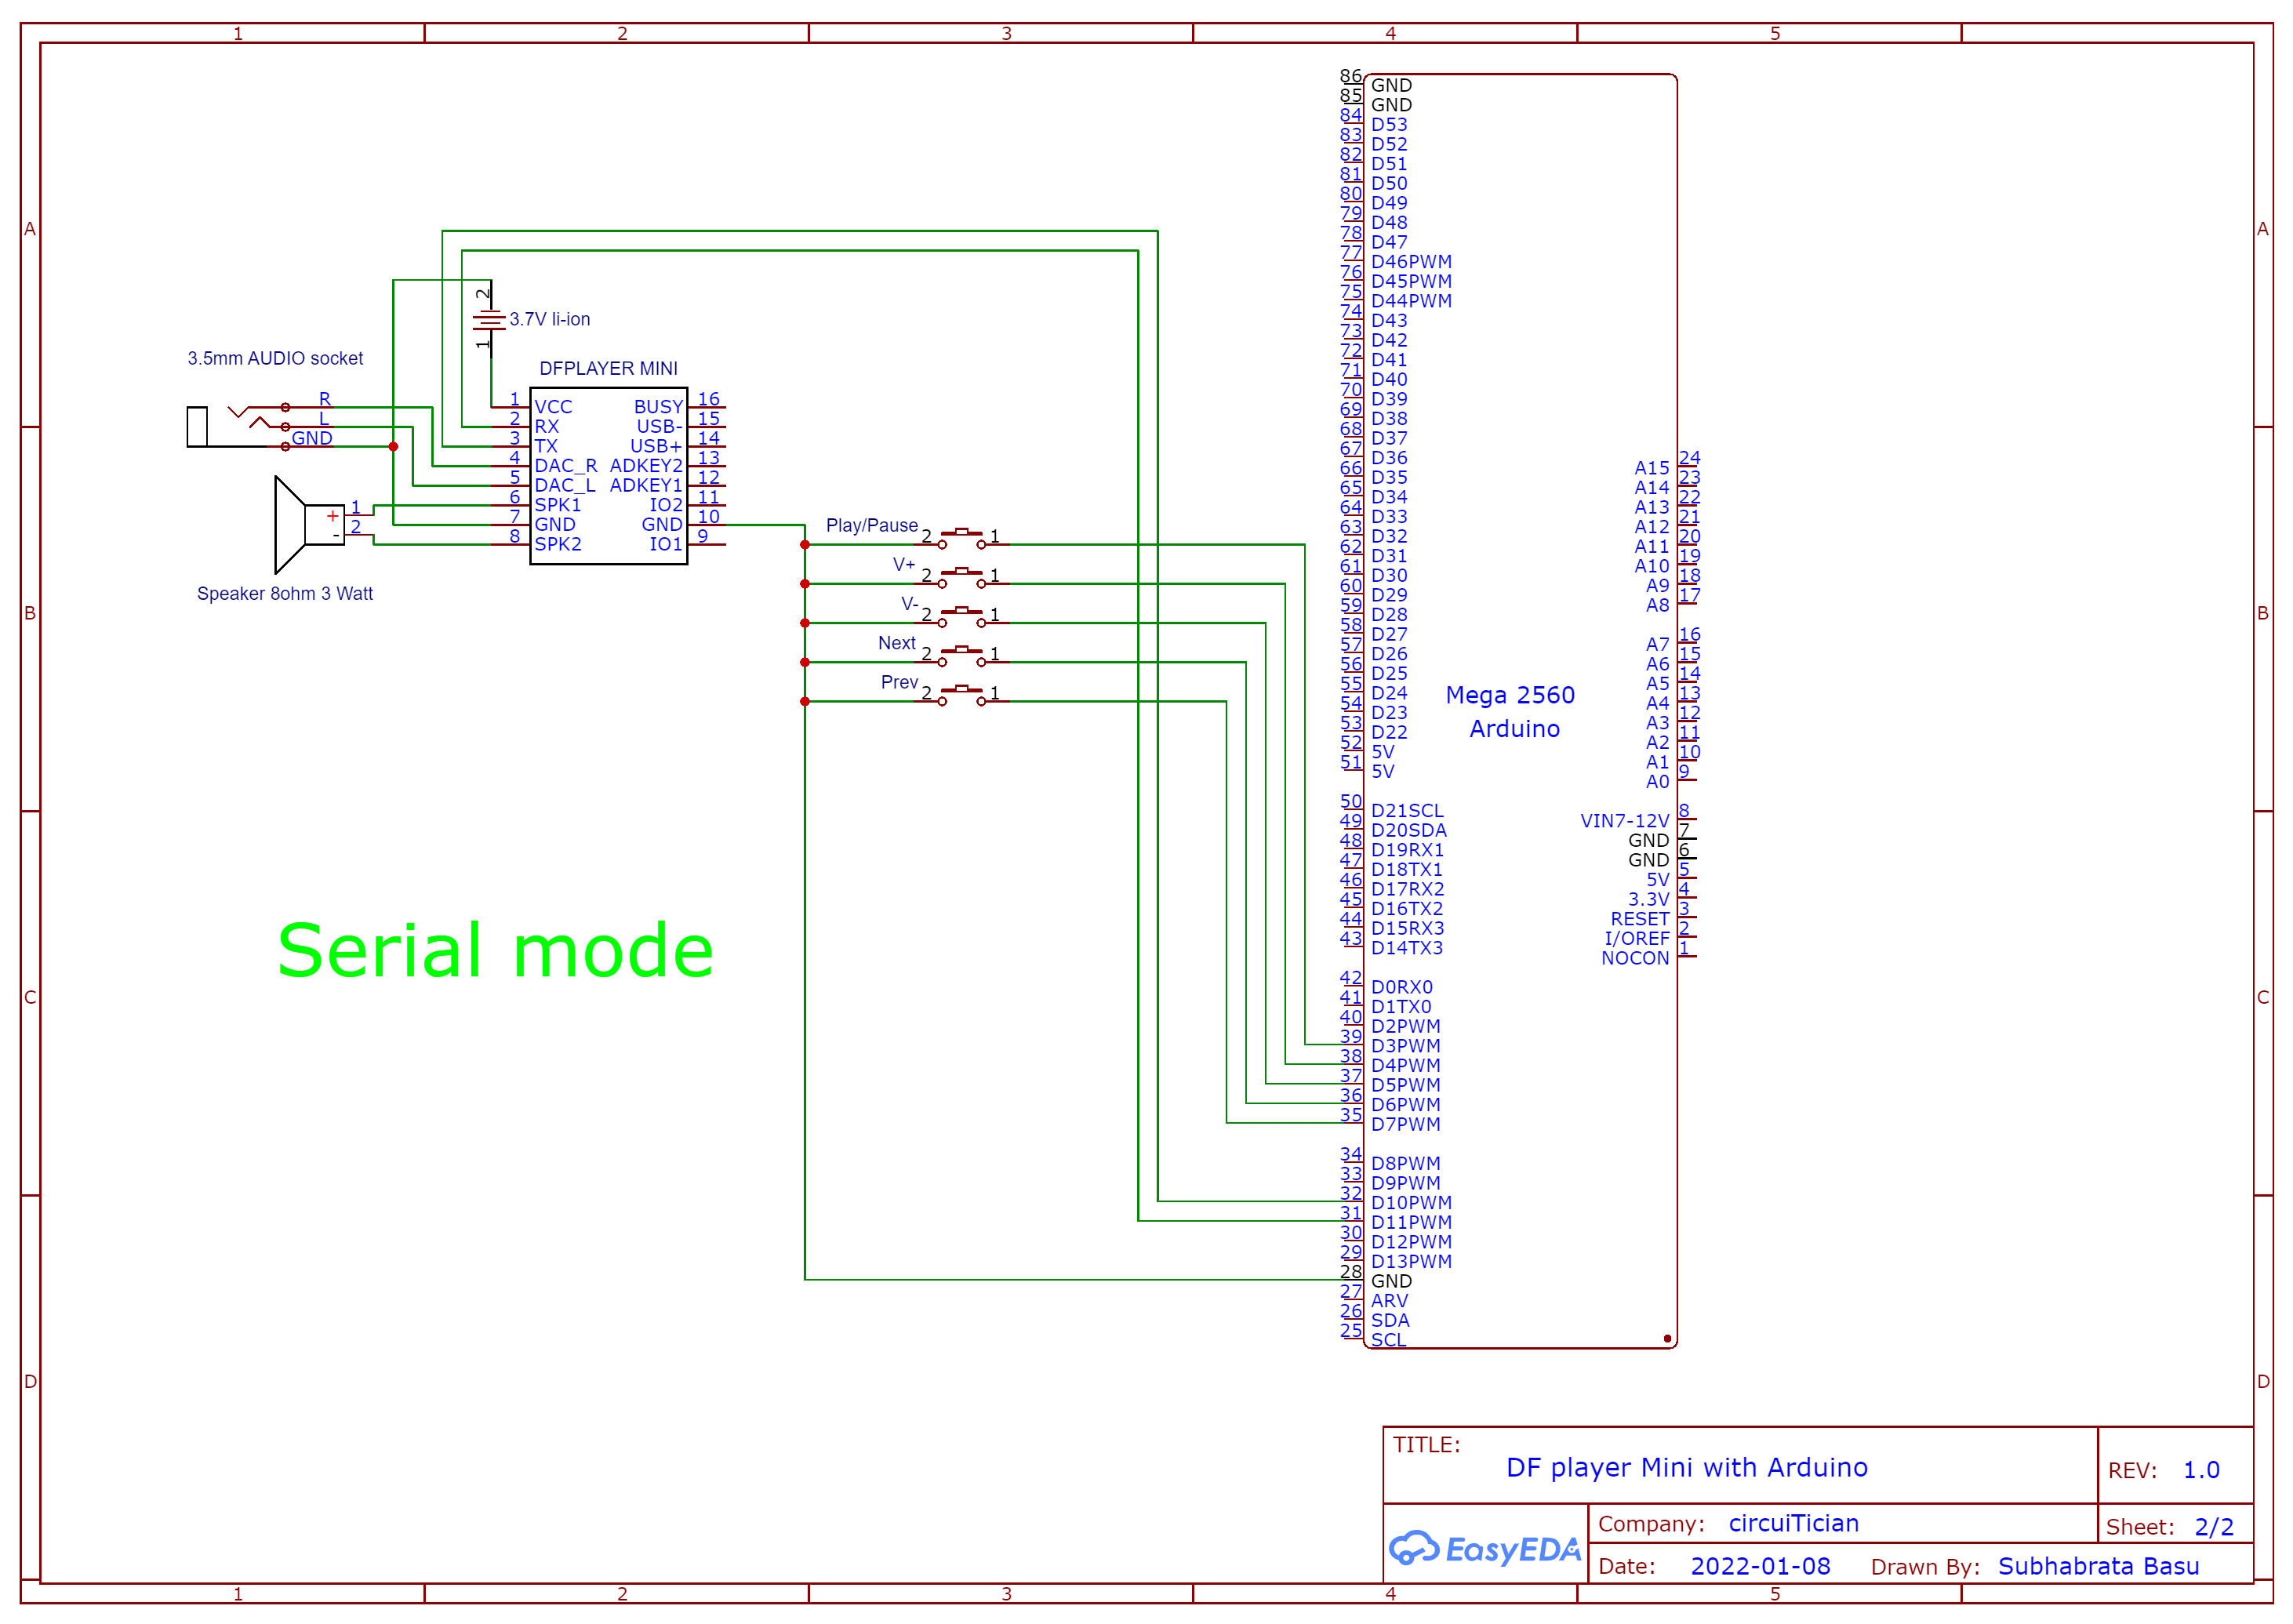 1 2 3 4 5
A A
B B
C C
D D
3.5mm AUDIO socket
R
L
GND
2
3.7V li-ion
1
DFPLAYER MINI
1 VCC BUSY 16
2 RX USB- 15
3 TX USB+ 14
4 DAC_R ADKEY2 13
5 DAC_L ADKEY1 12
6 SPK1 IO2 11
7 GND GND 10
8 SPK2 IO1 9
+ 1
- 2
Speaker 8ohm 3 Watt
Play/Pause 2 1
V+ 2 1
V- 2 1
Next 2 1
Prev 2 1
Serial mode
86 GND
85 GND
84 D53
83 D52
82 D51
81 D50
80 D49
79 D48
78 D47
77 D46PWM
76 D45PWM
75 D44PWM
74 D43
73 D42
72 D41
71 D40
70 D39
69 D38
68 D37
67 D36
66 D35
65 D34
64 D33
63 D32
62 D31
61 D30
60 D29
59 D28
58 D27
57 D26
56 D25
55 D24
54 D23
53 D22
52 5V
51 5V
50 D21SCL
49 D20SDA
48 D19RX1
47 D18TX1
46 D17RX2
45 D16TX2
44 D15RX3
43 D14TX3
42 D0RX0
41 D1TX0
40 D2PWM
39 D3PWM
38 D4PWM
37 D5PWM
36 D6PWM
35 D7PWM
34 D8PWM
33 D9PWM
32 D10PWM
31 D11PWM
30 D12PWM
29 D13PWM
28 GND
27 ARV
26 SDA
25 SCL
Mega 2560
Arduino
A15 24
A14 23
A13 22
A12 21
A11 20
A10 19
A9 18
A8 17
A7 16
A6 15
A5 14
A4 13
A3 12
A2 11
A1 10
A0 9
VIN7-12V 8
GND 7
GND 6
5V 5
3.3V 4
RESET 3
I/OREF 2
NOCON 1
TITLE:
DF player Mini with Arduino
REV: 1.0
EasyEDA
Company: circuiTician
Sheet: 2/2
Date: 2022-01-08 Drawn By: Subhabrata Basu
1 2 3 4 5